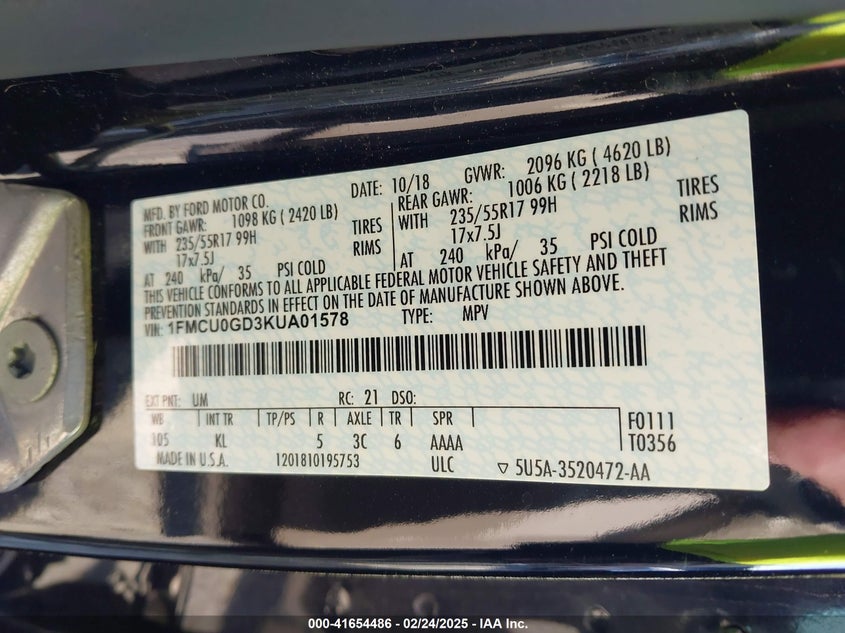 MFD. BY FORD MOTOR CO. DATE: 10/18 GVWR: 2096 KG ( 4620 LB)
FRONT GAWR: 1098 KG ( 2420 LB) REAR GAWR: 1006 KG ( 2218 LB)
WITH 235/55R17 99H TIRES WITH 235/55R17 99H TIRES
17x7.5J RIMS 17x7.5J RIMS
AT 240 kPa/ 35 PSI COLD AT 240 kPa/ 35 PSI COLD
THIS VEHICLE CONFORMS TO ALL APPLICABLE FEDERAL MOTOR VEHICLE SAFETY AND THEFT
PREVENTION STANDARDS IN EFFECT ON THE DATE OF MANUFACTURE SHOWN ABOVE.
VIN: 1FMCU0GD3KUA01578 TYPE: MPV
EXT PNT: UM RC: 21 DSO:
WB INT TR TP/PS R AXLE TR SPR F0111
105 KL 5 3C 6 AAAA T0356
MADE IN U.S.A. 1201810195753 ULC ▽ 5U5A-3520472-AA
000-41654486 - 02/24/2025 - IAA Inc.